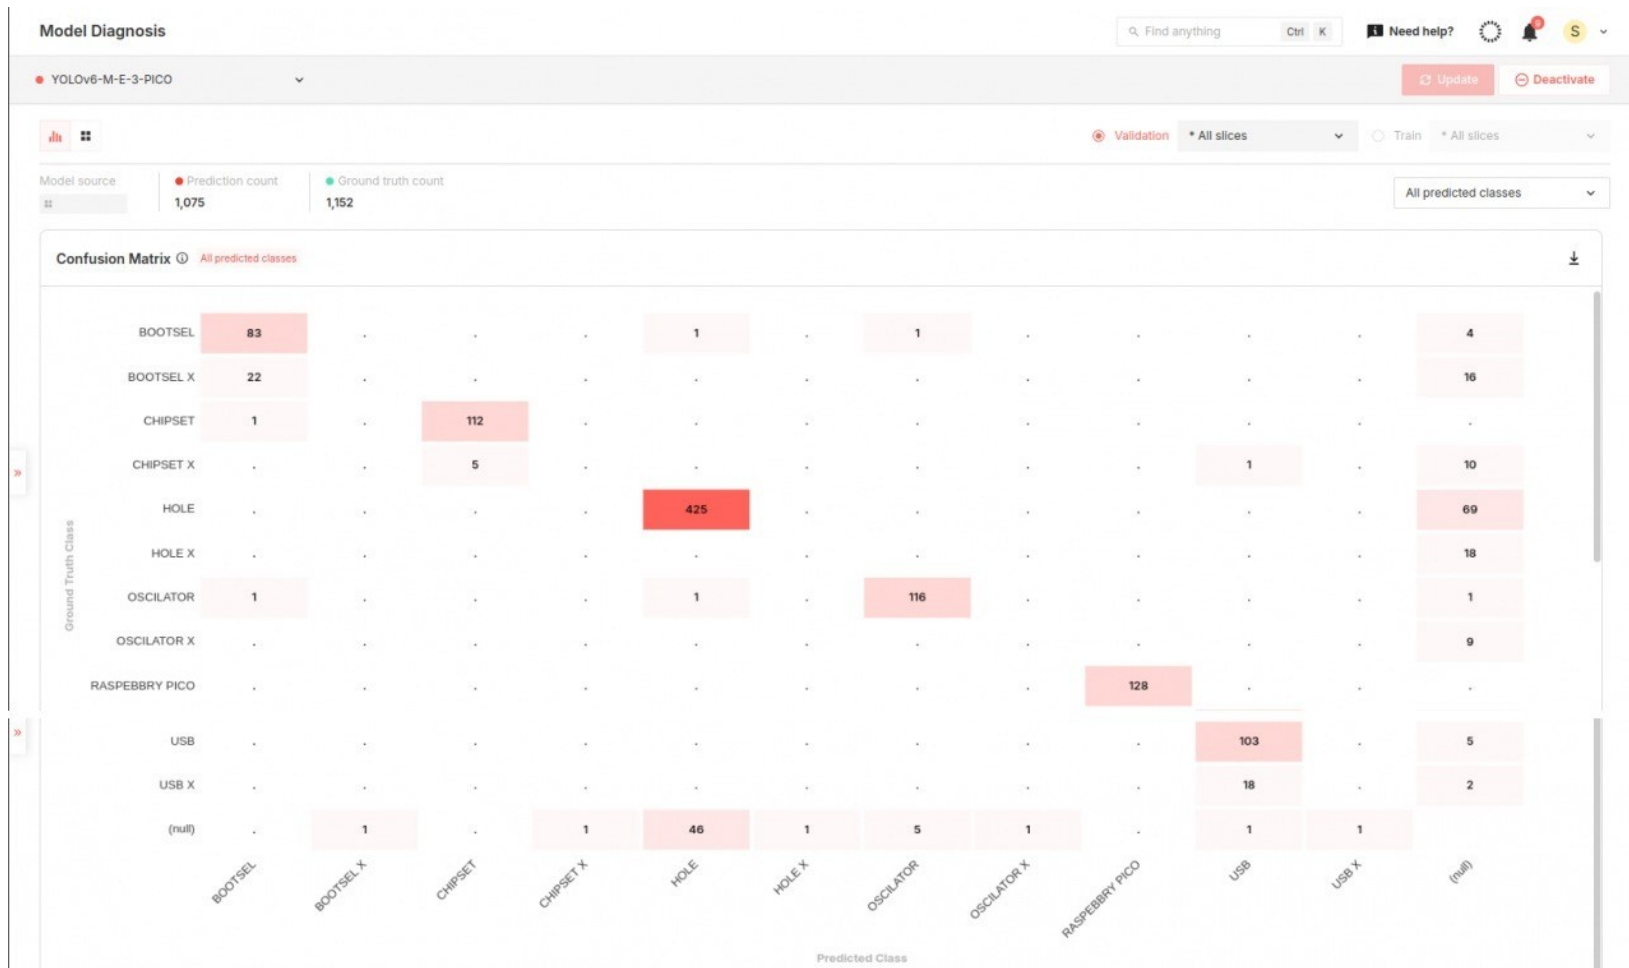 Model Diagnosis
Find anything Ctrl K Need help? 9 S
YOLOv6-M-E-3-PICO Update Deactivate
Validation * All slices Train * All slices
Model source Prediction count Ground truth count
1,075 1,152 All predicted classes
Confusion Matrix All predicted classes
BOOTSEL 83 . . . 1 . 1 . . . . 4
BOOTSEL X 22 . . . . . . . . . . 16
CHIPSET 1 . 112 . . . . . . . . .
CHIPSET X . . 5 . . . . . . 1 . 10
HOLE . . . . 425 . . . . . . 69
HOLE X . . . . . . . . . . . 18
OSCILATOR 1 . . . 1 . 116 . . . . 1
OSCILATOR X . . . . . . . . . . . 9
RASPEBBRY PICO . . . . . . . . 128 . . .
USB . . . . . . . . . 103 . 5
USB X . . . . . . . . . 18 . 2
(null) . 1 . 1 46 1 5 1 . 1 1
Ground Truth Class
BOOTSEL BOOTSEL X CHIPSET CHIPSET X HOLE HOLE X OSCILATOR OSCILATOR X RASPEBBRY PICO USB USB X (null)
Predicted Class